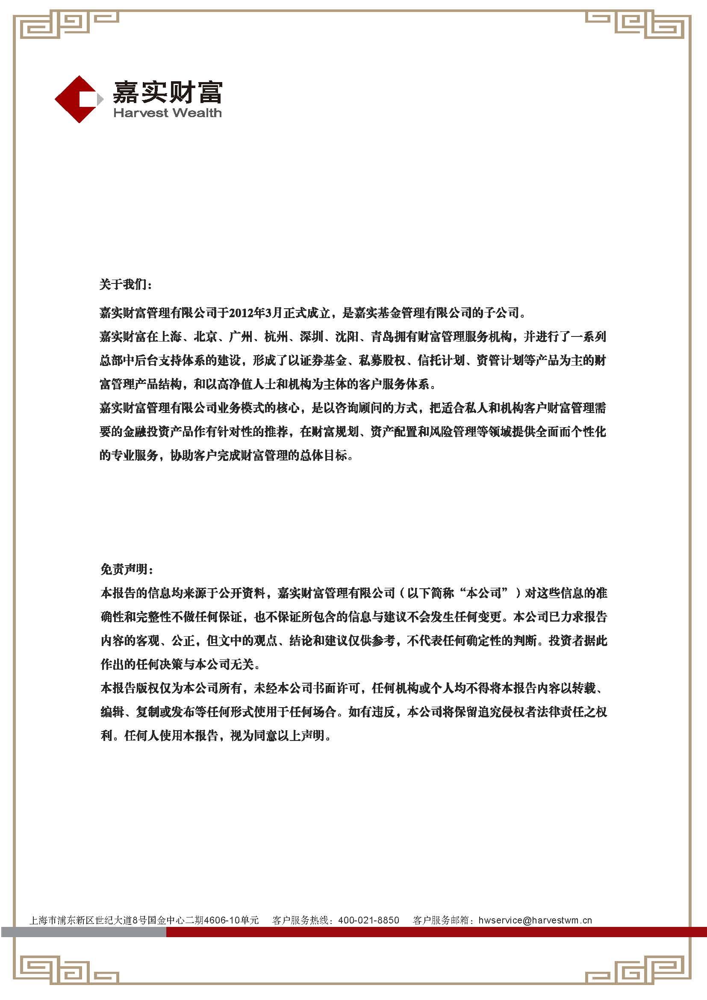 嘉实财富
Harvest Wealth
关于我们：
嘉实财富管理有限公司于2012年3月正式成立，是嘉实基金管理有限公司的子公司。
嘉实财富在上海、北京、广州、杭州、深圳、沈阳、青岛拥有财富管理服务机构，并进行了一系列
总部中后台支持体系的建设，形成了以证券基金、私募股权、信托计划、资管计划等产品为主的财
富管理产品结构，和以高净值人士和机构为主体的客户服务体系。
嘉实财富管理有限公司业务模式的核心，是以咨询顾问的方式，把适合私人和机构客户财富管理需
要的金融投资产品作有针对性的推荐，在财富规划、资产配置和风险管理等领域提供全面而个性化
的专业服务，协助客户完成财富管理的总体目标。
免责声明：
本报告的信息均来源于公开资料，嘉实财富管理有限公司（以下简称“本公司”）对这些信息的准
确性和完整性不做任何保证，也不保证所包含的信息与建议不会发生任何变更。本公司已力求报告
内容的客观、公正，但文中的观点、结论和建议仅供参考，不代表任何确定性的判断。投资者据此
作出的任何决策与本公司无关。
本报告版权仅为本公司所有，未经本公司书面许可，任何机构或个人均不得将本报告内容以转载、
编辑、复制或发布等任何形式使用于任何场合。如有违反，本公司将保留追究侵权者法律责任之权
利。任何人使用本报告，视为同意以上声明。
上海市浦东新区世纪大道8号国金中心二期4606-10单元 客户服务热线：400-021-8850 客户服务邮箱：hwservice@harvestwm.cn